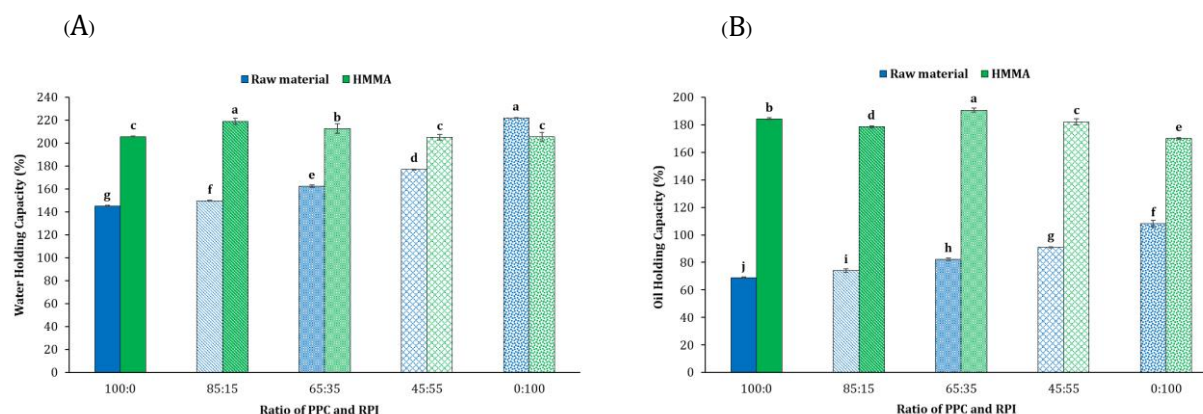 (A)
Raw material HMMA
Water Holding Capacity (%)
240
220
200
180
160
140
120
100
80
60
40
20
0
g c f a e b d c a c
100:0 85:15 65:35 45:55 0:100
Ratio of PPC and RPI
(B)
Raw material HMMA
Oil Holding Capacity (%)
200
180
160
140
120
100
80
60
40
20
0
j b i d h a g c f e
100:0 85:15 65:35 45:55 0:100
Ratio of PPC and RPI